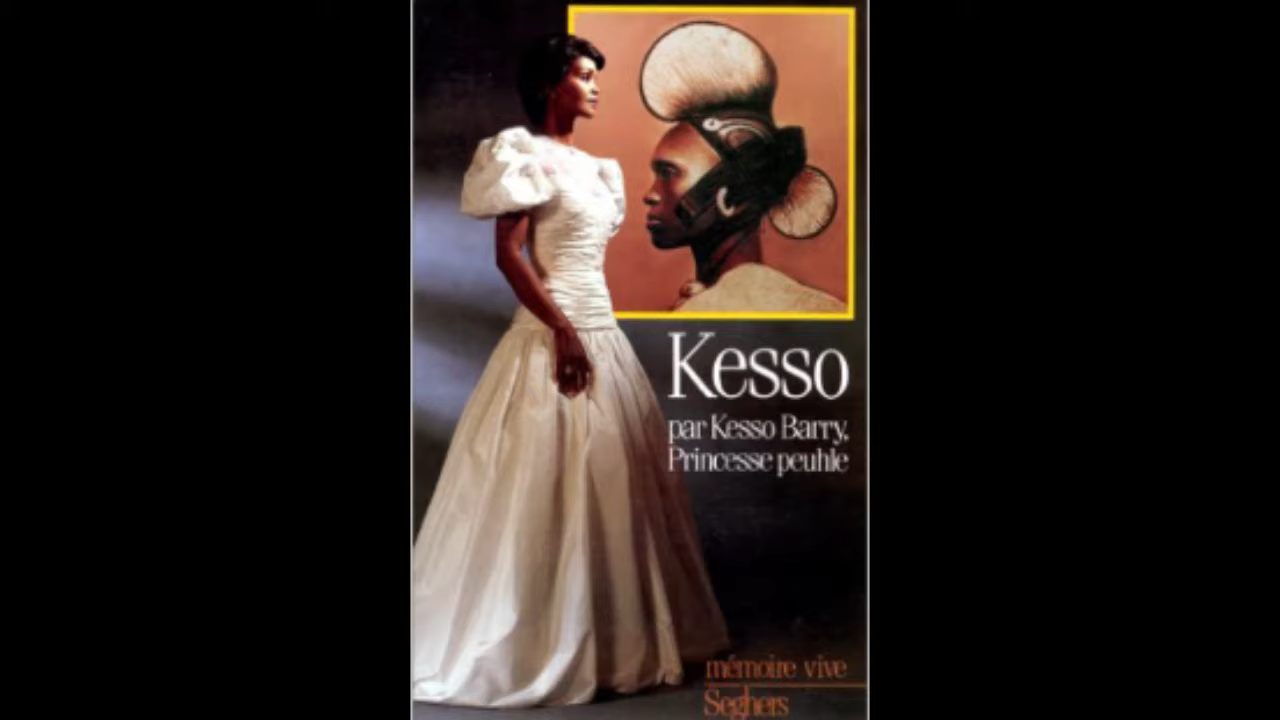 Kesso
par Kesso Barry,
Princesse peuhle
mémoire vive
Seghers